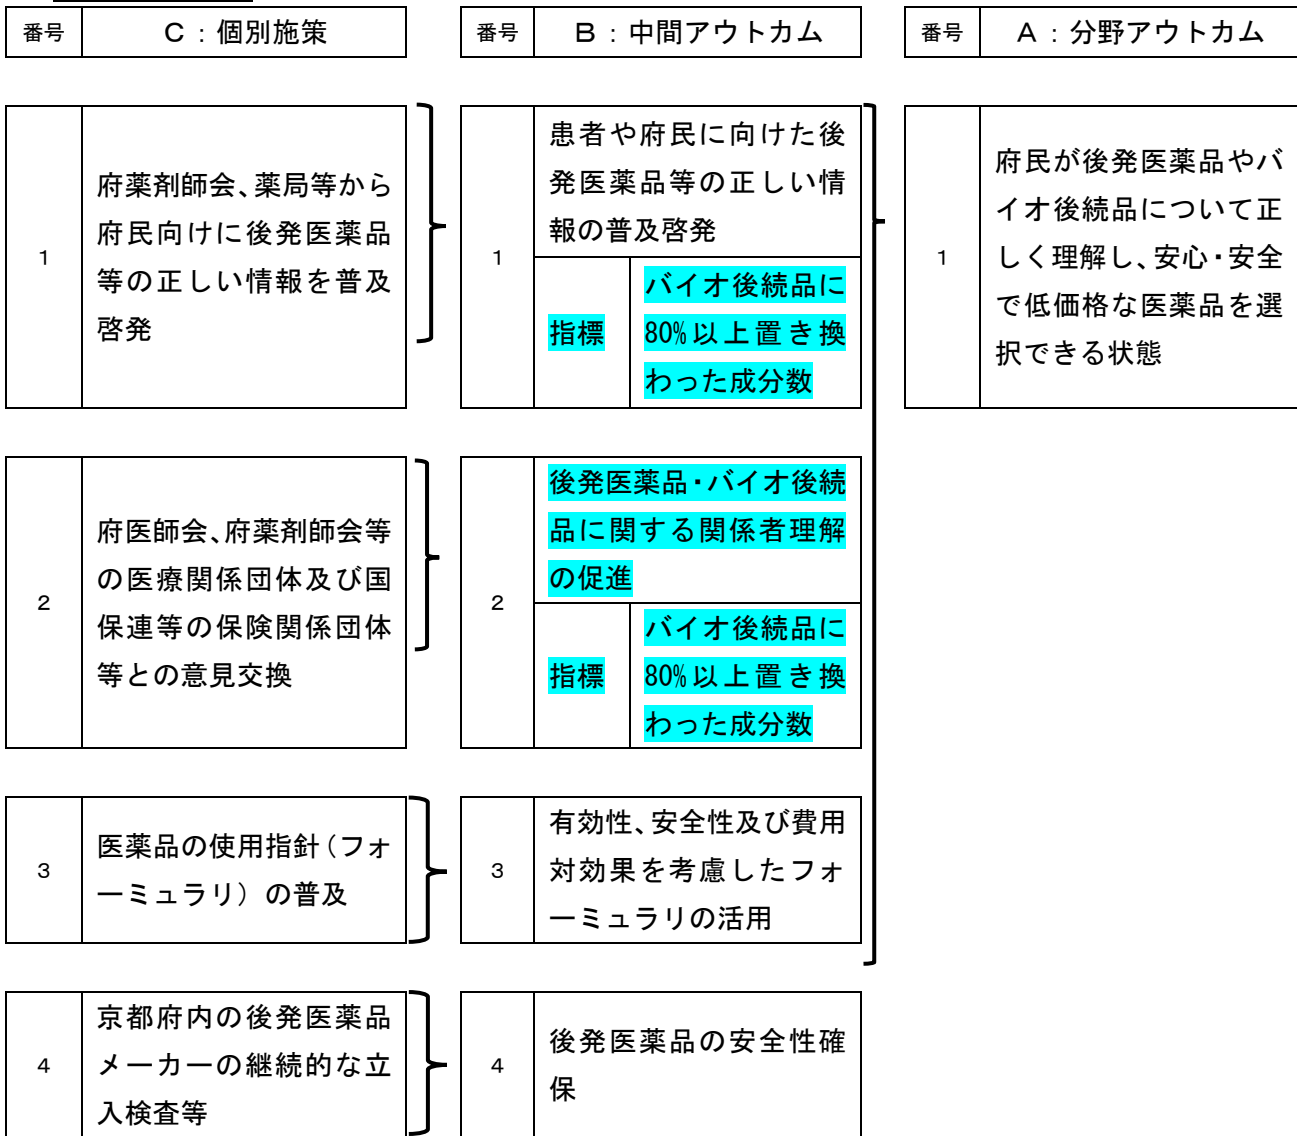 番号 C：個別施策 番号 B：中間アウトカム 番号 A：分野アウトカム
1
府薬剤師会、薬局等から
府民向けに後発医薬品
等の正しい情報を普及
啓発
1
患者や府民に向けた後
発医薬品等の正しい情
報の普及啓発
指標
バイオ後続品に
80%以上置き換
わった成分数
1
府民が後発医薬品やバ
イオ後続品について正
しく理解し、安心・安全
で低価格な医薬品を選
択できる状態
2
府医師会、府薬剤師会等
の医療関係団体及び国
保連等の保険関係団体
等との意見交換
2
後発医薬品・バイオ後続
品に関する関係者理解
の促進
指標
バイオ後続品に
80%以上置き換
わった成分数
3
医薬品の使用指針（フォ
ーミュラリ）の普及
3
有効性、安全性及び費用
対効果を考慮したフォ
ーミュラリの活用
4
京都府内の後発医薬品
メーカーの継続的な立
入検査等
4
後発医薬品の安全性確
保